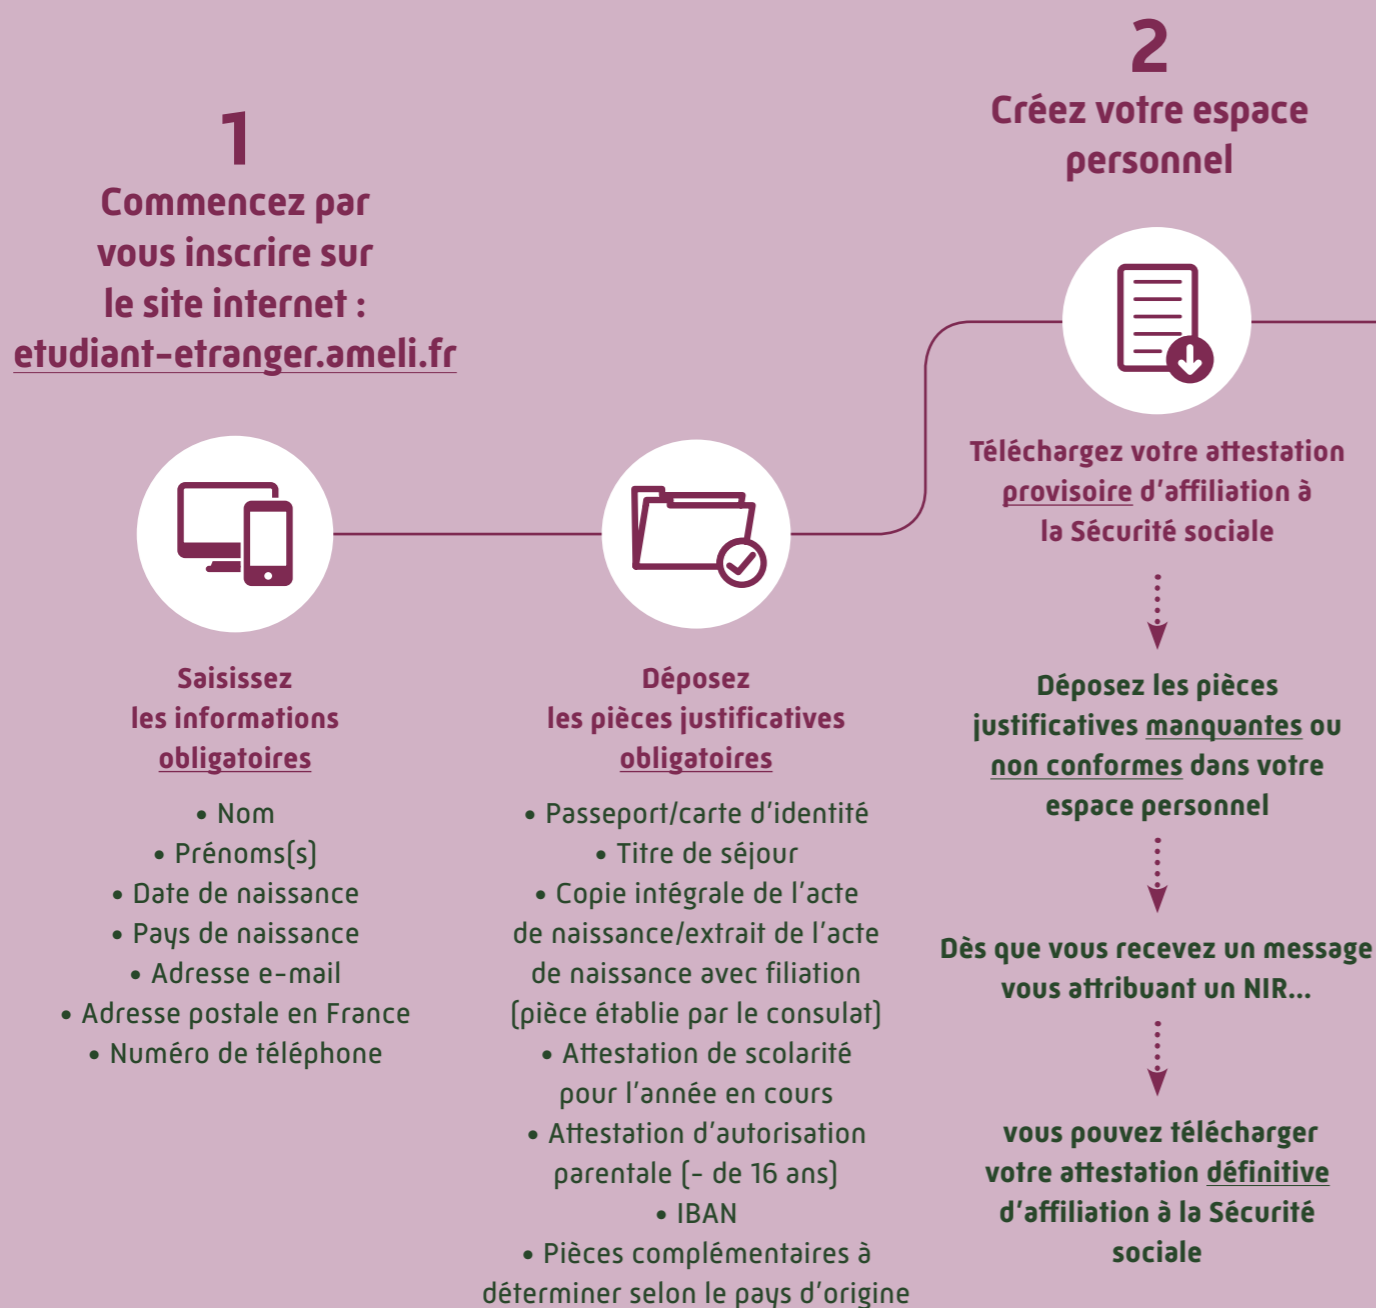 1
Commencez par
vous inscrire sur
le site internet :
etudiant-etranger.ameli.fr
Saisissez
les informations
obligatoires
• Nom
• Prénoms(s)
• Date de naissance
• Pays de naissance
• Adresse e-mail
• Adresse postale en France
• Numéro de téléphone
Déposez
les pièces justificatives
obligatoires
• Passeport/carte d'identité
• Titre de séjour
• Copie intégrale de l'acte
de naissance/extrait de l'acte
de naissance avec filiation
(pièce établie par le consulat)
• Attestation de scolarité
pour l'année en cours
• Attestation d'autorisation
parentale (- de 16 ans)
• IBAN
• Pièces complémentaires à
déterminer selon le pays d'origine
2
Créez votre espace
personnel
Téléchargez votre attestation
provisoire d'affiliation à
la Sécurité sociale
Déposez les pièces
justificatives manquantes ou
non conformes dans votre
espace personnel
Dès que vous recevez un message
vous attribuant un NIR...
vous pouvez télécharger
votre attestation définitive
d'affiliation à la Sécurité
sociale